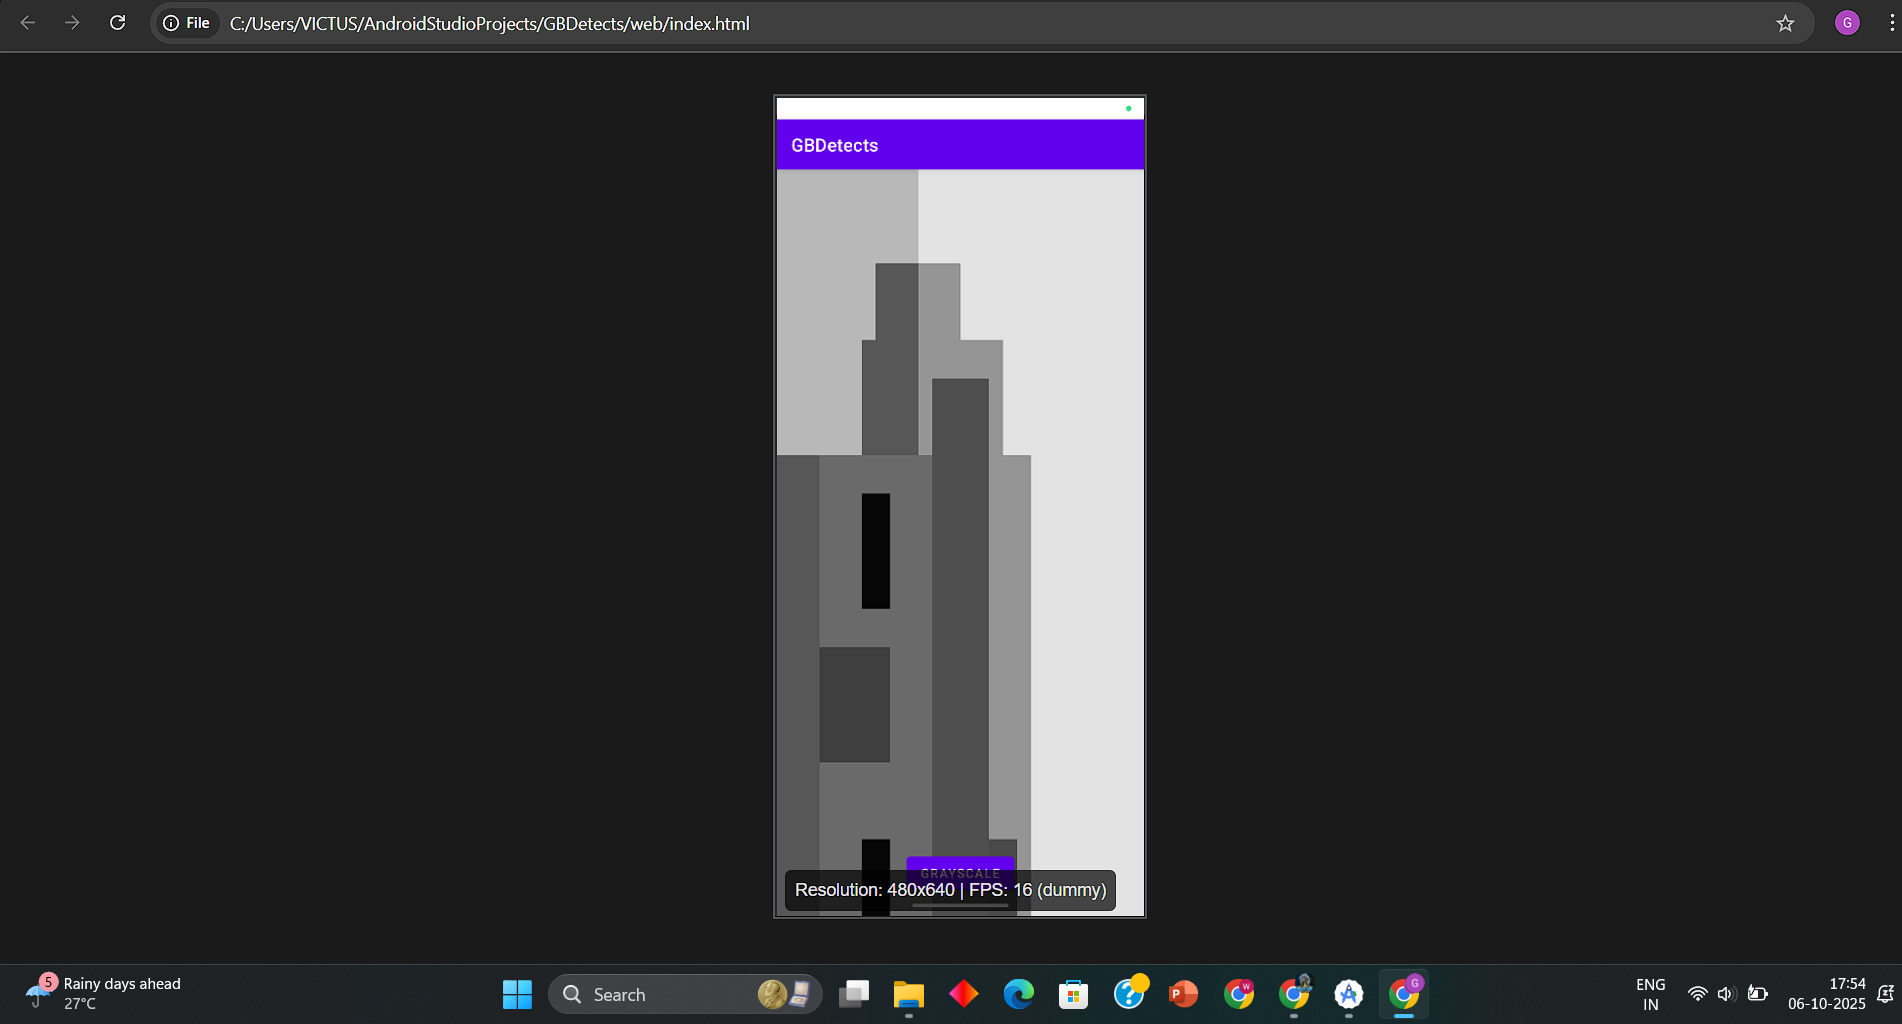 File
C:/Users/VICTUS/AndroidStudioProjects/GBDetects/web/index.html
G
GBDetects
GRAYSCALE
Resolution: 480x640 | FPS: 16 (dummy)
5
Rainy days ahead
27°C
Search
P
W
G
ENG
IN
17:54
06-10-2025